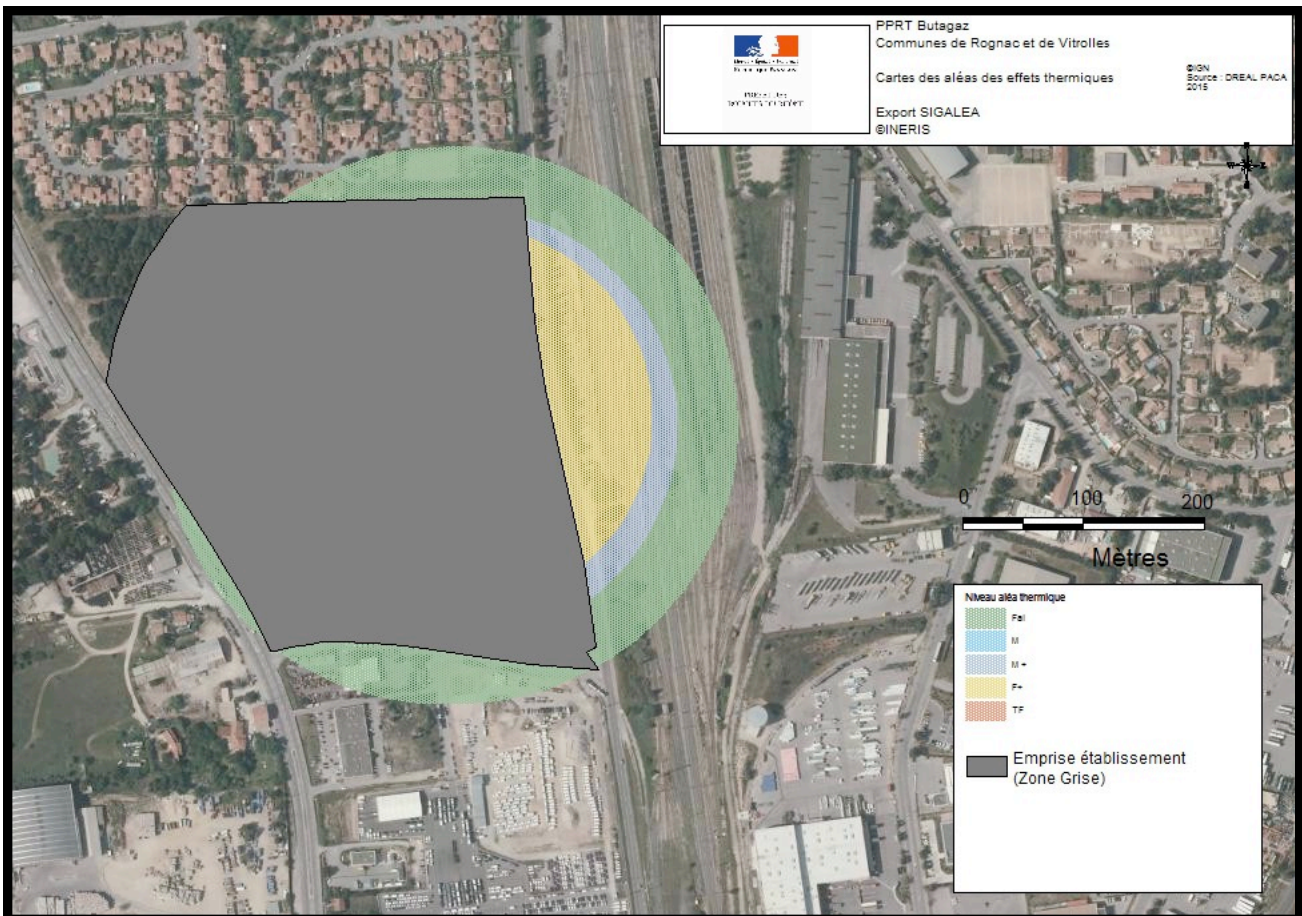 PPRT Butagaz
Communes de Rognac et de Vitrolles
Cartes des aléas des effets thermiques
©IGN
Source : DREAL PACA
2015
Export SIGALEA
©INERIS
0 100 200
Mètres
Niveau aléa thermique
Fai
M
M +
F+
TF
Emprise établissement
(Zone Grise)